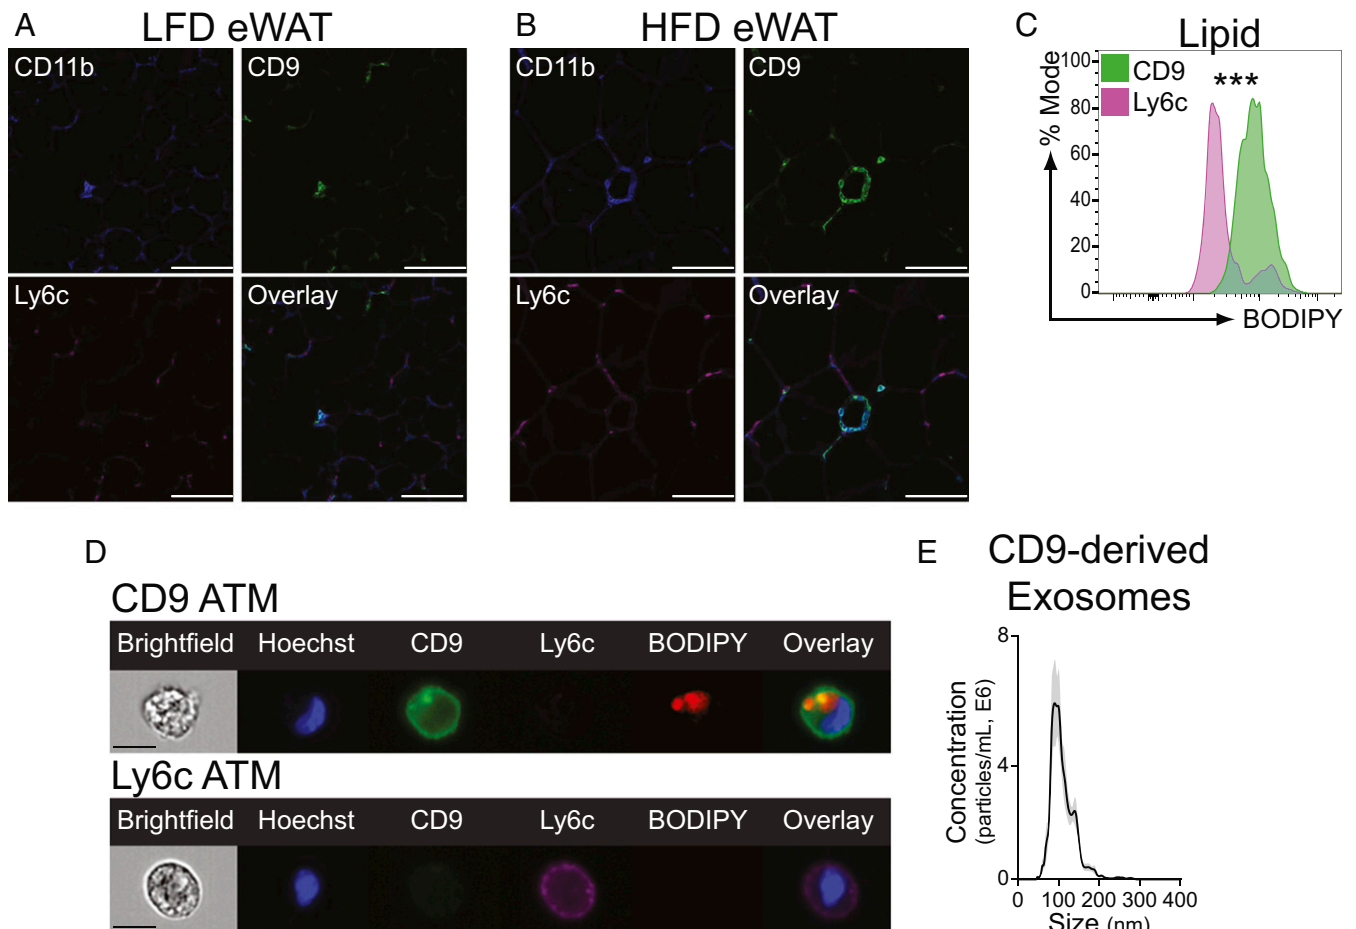 A
LFD eWAT
CD11b
CD9
Ly6c
Overlay
B
HFD eWAT
CD11b
CD9
Ly6c
Overlay
C
Lipid
% Mode
100
80
60
40
20
0
CD9
Ly6c
***
BODIPY
D
CD9 ATM
Brightfield Hoechst CD9 Ly6c BODIPY Overlay
Ly6c ATM
Brightfield Hoechst CD9 Ly6c BODIPY Overlay
E
CD9-derived
Exosomes
Concentration
(particles/mL, E6)
8
4
0
0 100 200 300 400
Size (nm)